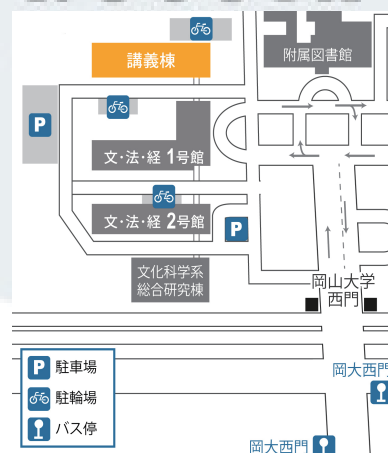 附属図書館
講義棟
P
文・法・経 1号館
文・法・経 2号館
P
文化科学系
総合研究棟
岡山大学
西門
P 駐車場
駐輪場
バス停
岡大西門
岡大西門